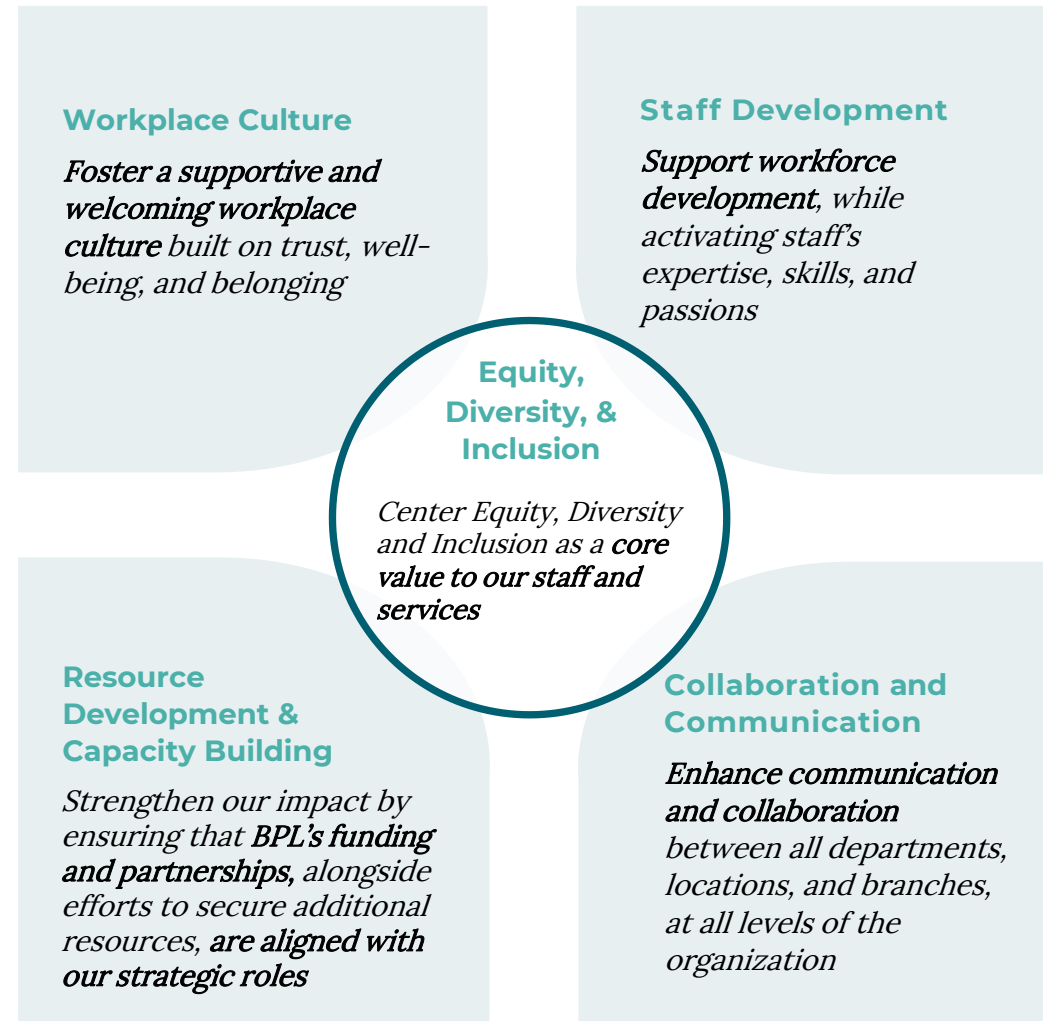 Workplace Culture
Foster a supportive and
welcoming workplace
culture built on trust, well-
being, and belonging
Staff Development
Support workforce
development, while
activating staff's
expertise, skills, and
passions
Equity,
Diversity, &
Inclusion
Center Equity, Diversity
and Inclusion as a core
value to our staff and
services
Resource
Development &
Capacity Building
Strengthen our impact by
ensuring that BPL's funding
and partnerships, alongside
efforts to secure additional
resources, are aligned with
our strategic roles
Collaboration and
Communication
Enhance communication
and collaboration
between all departments,
locations, and branches,
at all levels of the
organization